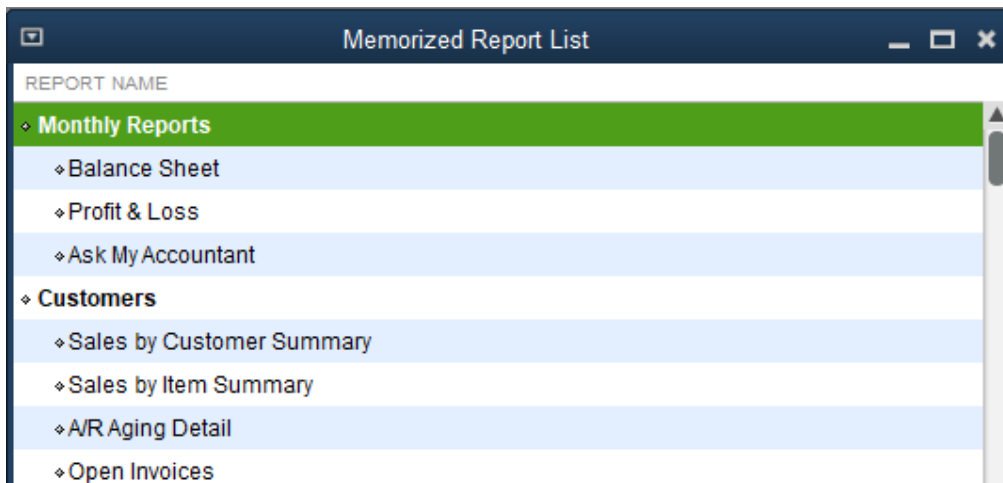 Memorized Report List
REPORT NAME
Monthly Reports
Balance Sheet
Profit & Loss
Ask My Accountant
Customers
Sales by Customer Summary
Sales by Item Summary
A/R Aging Detail
Open Invoices